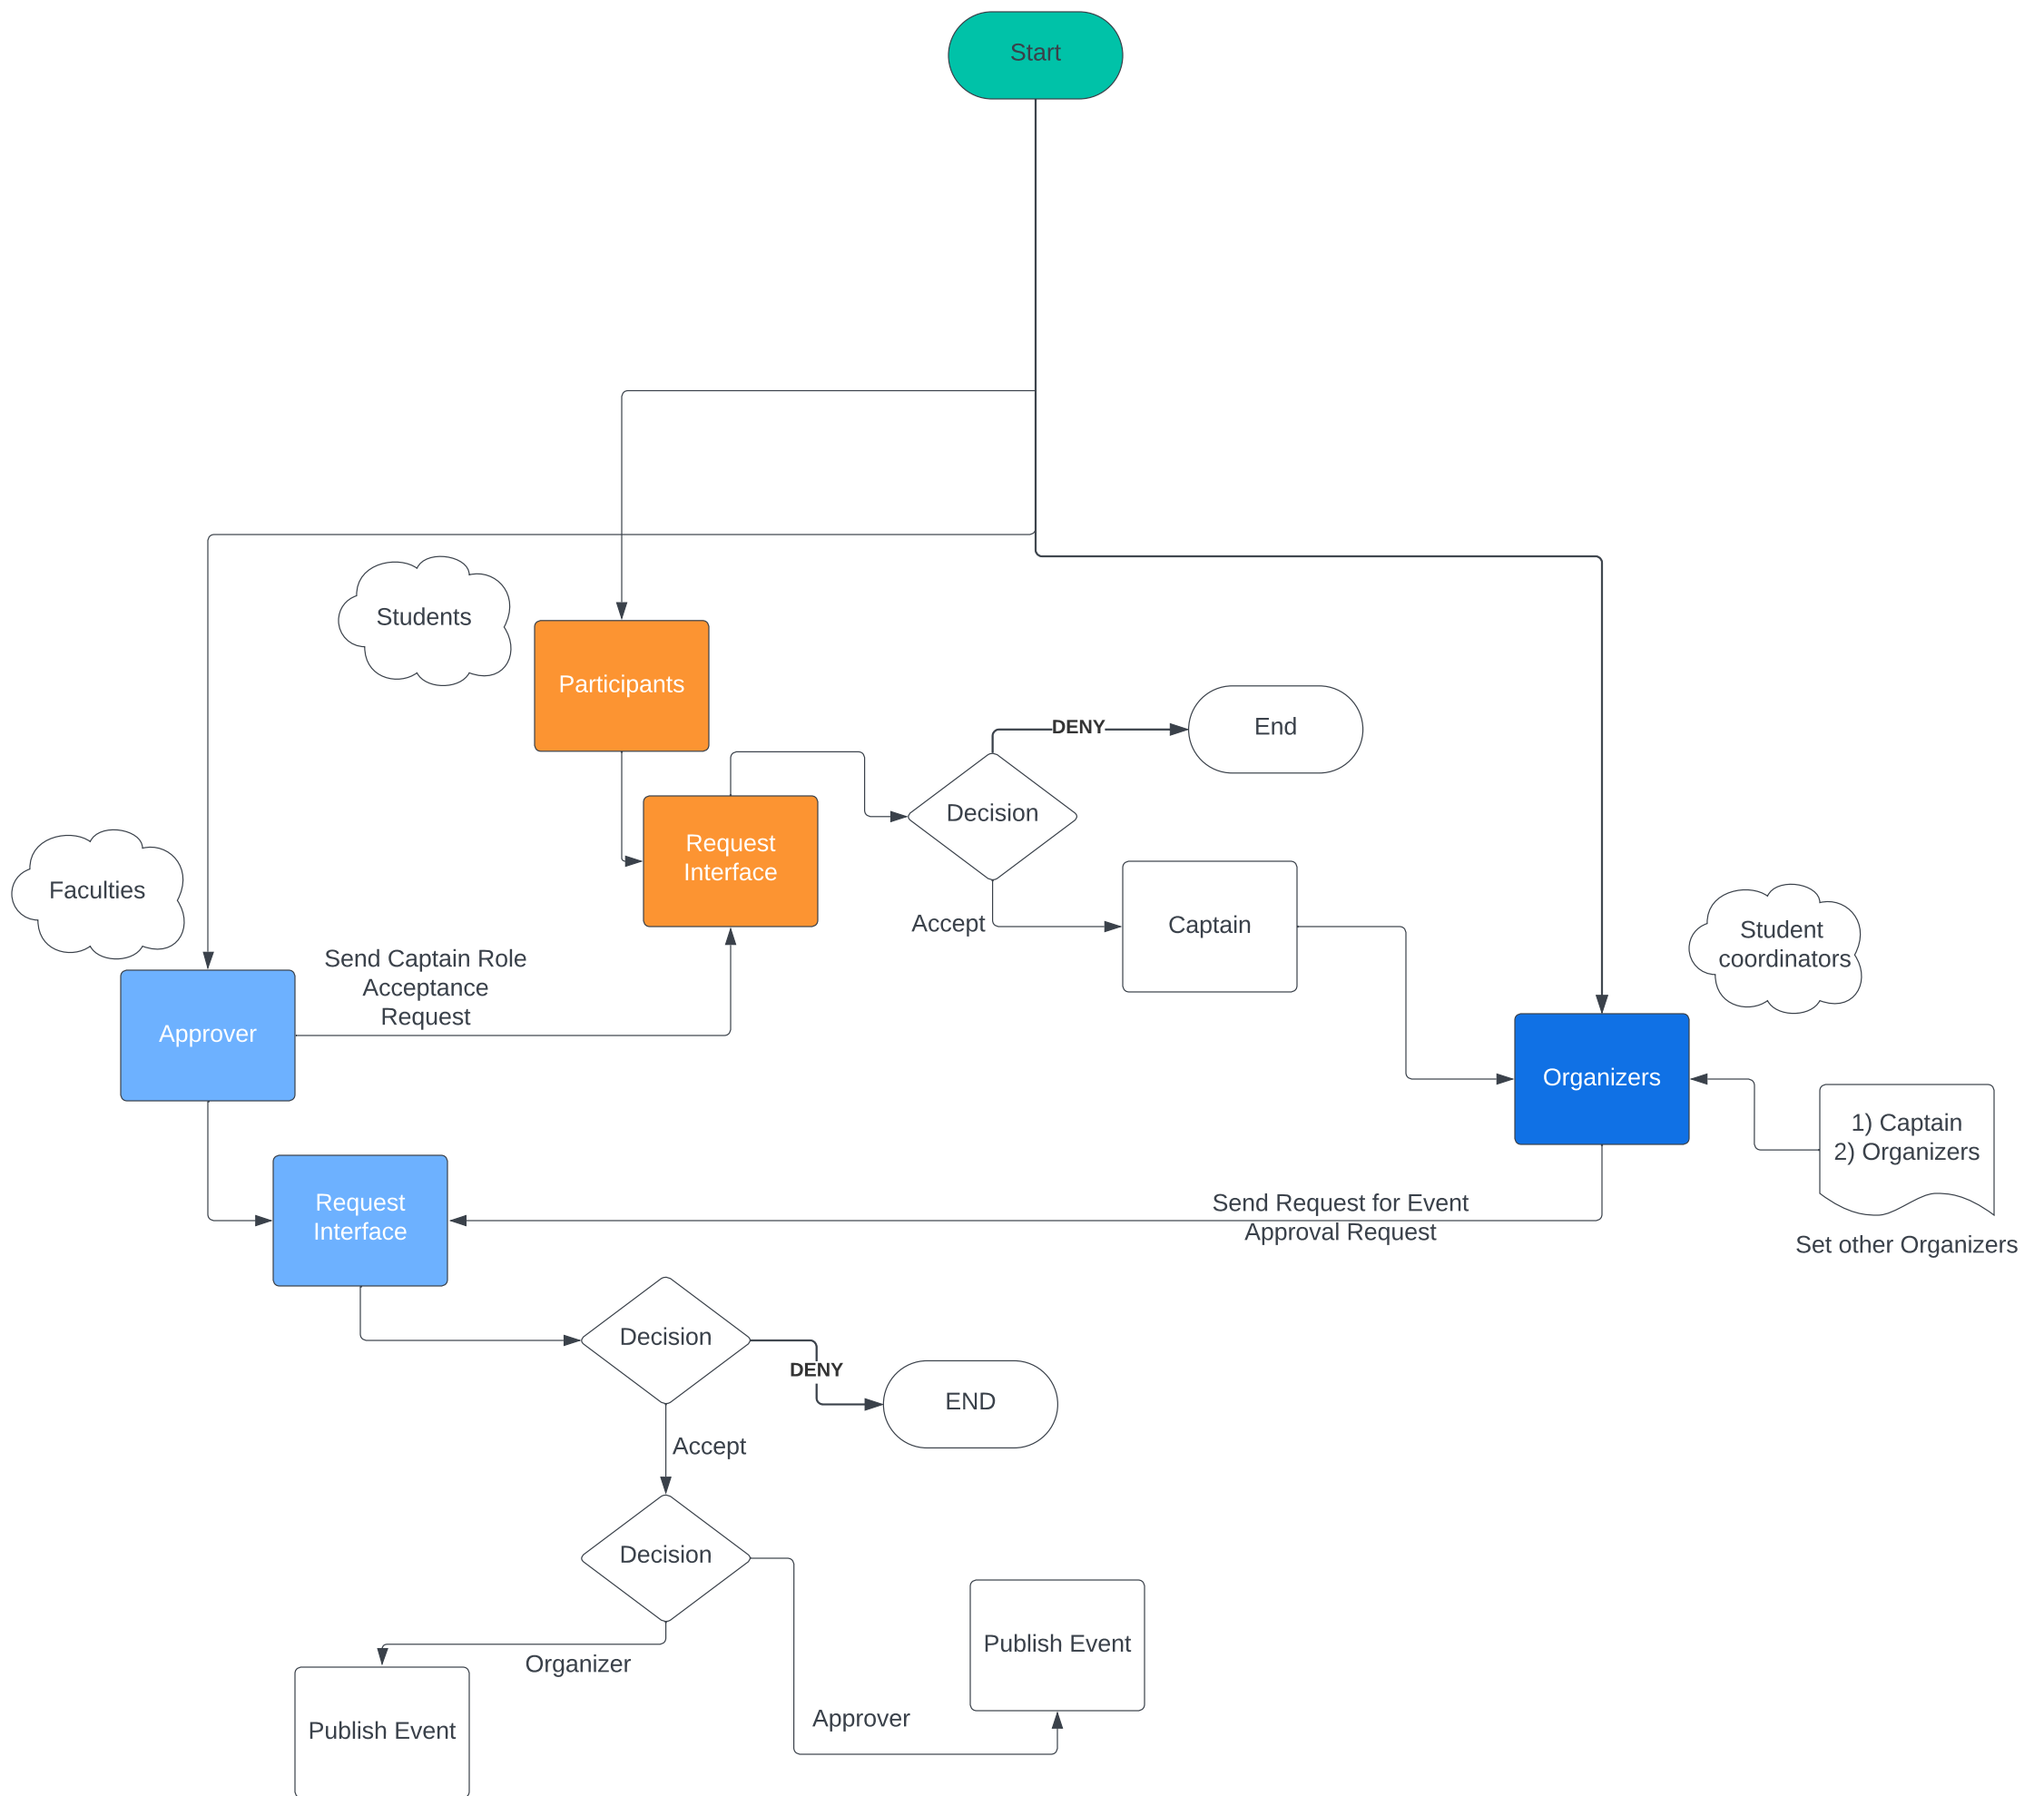 Start
Students
Participants
DENY
End
Decision
Request
Interface
Faculties
Accept
Captain
Student
coordinators
Send Captain Role
Acceptance
Request
Approver
Organizers
1) Captain
2) Organizers
Request
Interface
Send Request for Event
Approval Request
Set other Organizers
Decision
DENY
END
Accept
Decision
Publish Event
Organizer
Approver
Publish Event